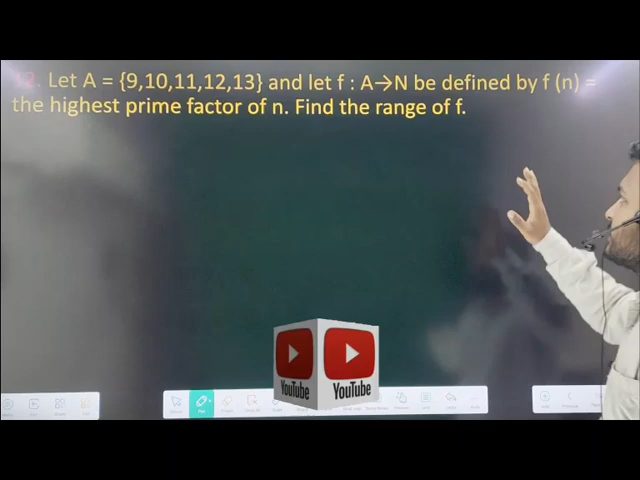 12. Let A = {9,10,11,12,13} and let f : A→N be defined by f (n) =
the highest prime factor of n. Find the range of f.
YouTube
YouTube